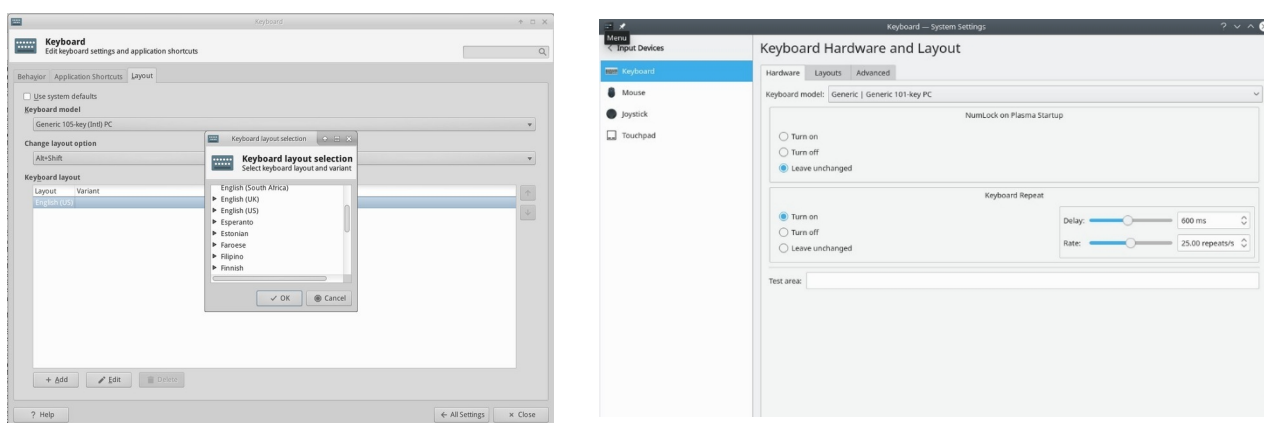 Keyboard
Keyboard
Edit keyboard settings and application shortcuts
Behavior Application Shortcuts Layout
Use system defaults
Keyboard model
Generic 105-key (Intl) PC
Change layout option
Alt+Shift
Keyboard layout
Layout Variant
English (US)
Keyboard layout selection
Keyboard layout selection
Select keyboard layout and variant
English (South Africa)
English (UK)
English (US)
Esperanto
Estonian
Faroese
Filipino
Finnish
OK Cancel
+ Add Edit Delete
? Help
All Settings
× Close
Keyboard — System Settings
Menu
Input Devices
Keyboard
Mouse
Joystick
Touchpad
Keyboard Hardware and Layout
Hardware Layouts Advanced
Keyboard model: Generic | Generic 101-key PC
NumLock on Plasma Startup
Turn on
Turn off
Leave unchanged
Keyboard Repeat
Turn on
Turn off
Leave unchanged
Delay: 600 ms
Rate: 25.00 repeats/s
Test area: